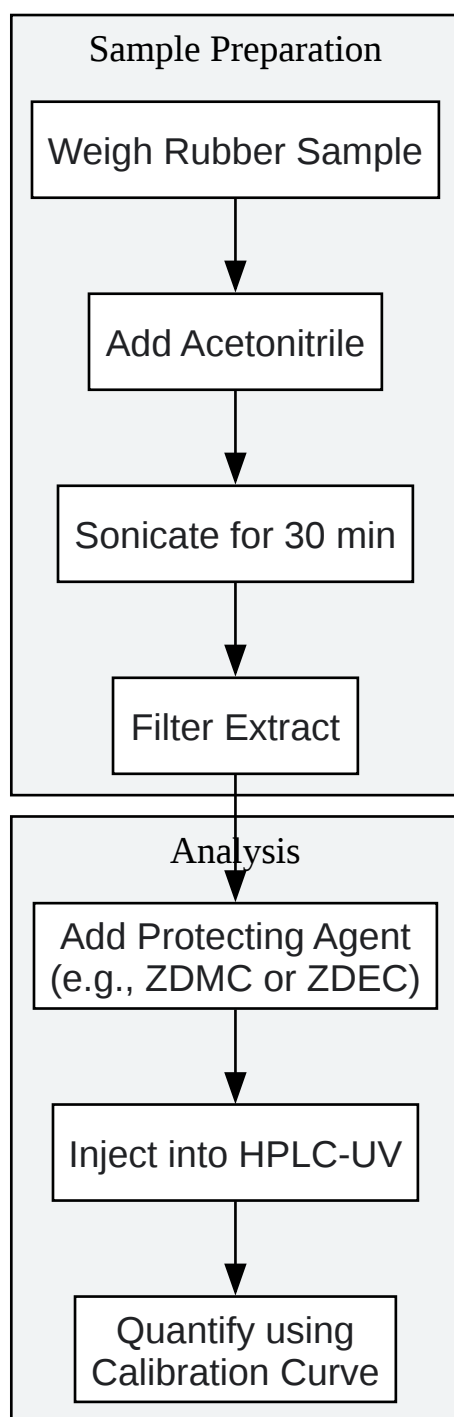 Sample Preparation
Weigh Rubber Sample
Add Acetonitrile
Sonicate for 30 min
Filter Extract
Analysis
Add Protecting Agent
(e.g., ZDMC or ZDEC)
Inject into HPLC-UV
Quantify using
Calibration Curve